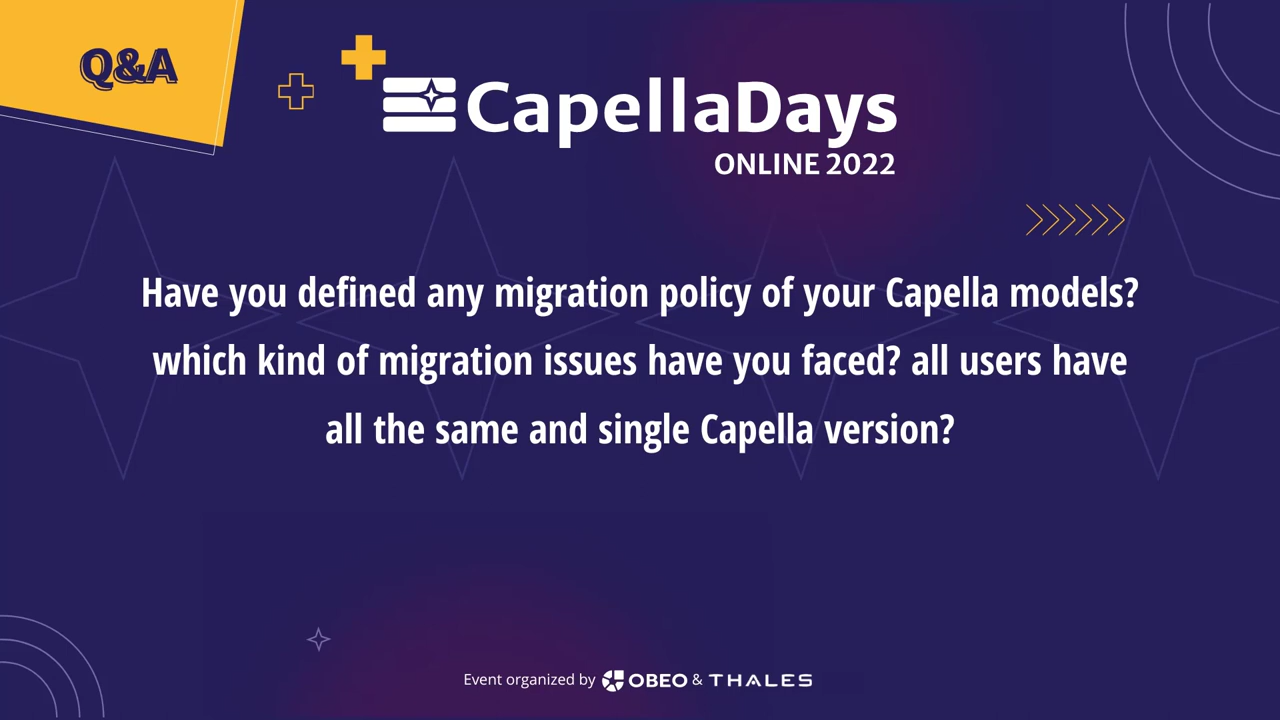 Q&A
CapellaDays
ONLINE 2022
Have you defined any migration policy of your Capella models?
which kind of migration issues have you faced? all users have
all the same and single Capella version?
Event organized by OBEO & THALES